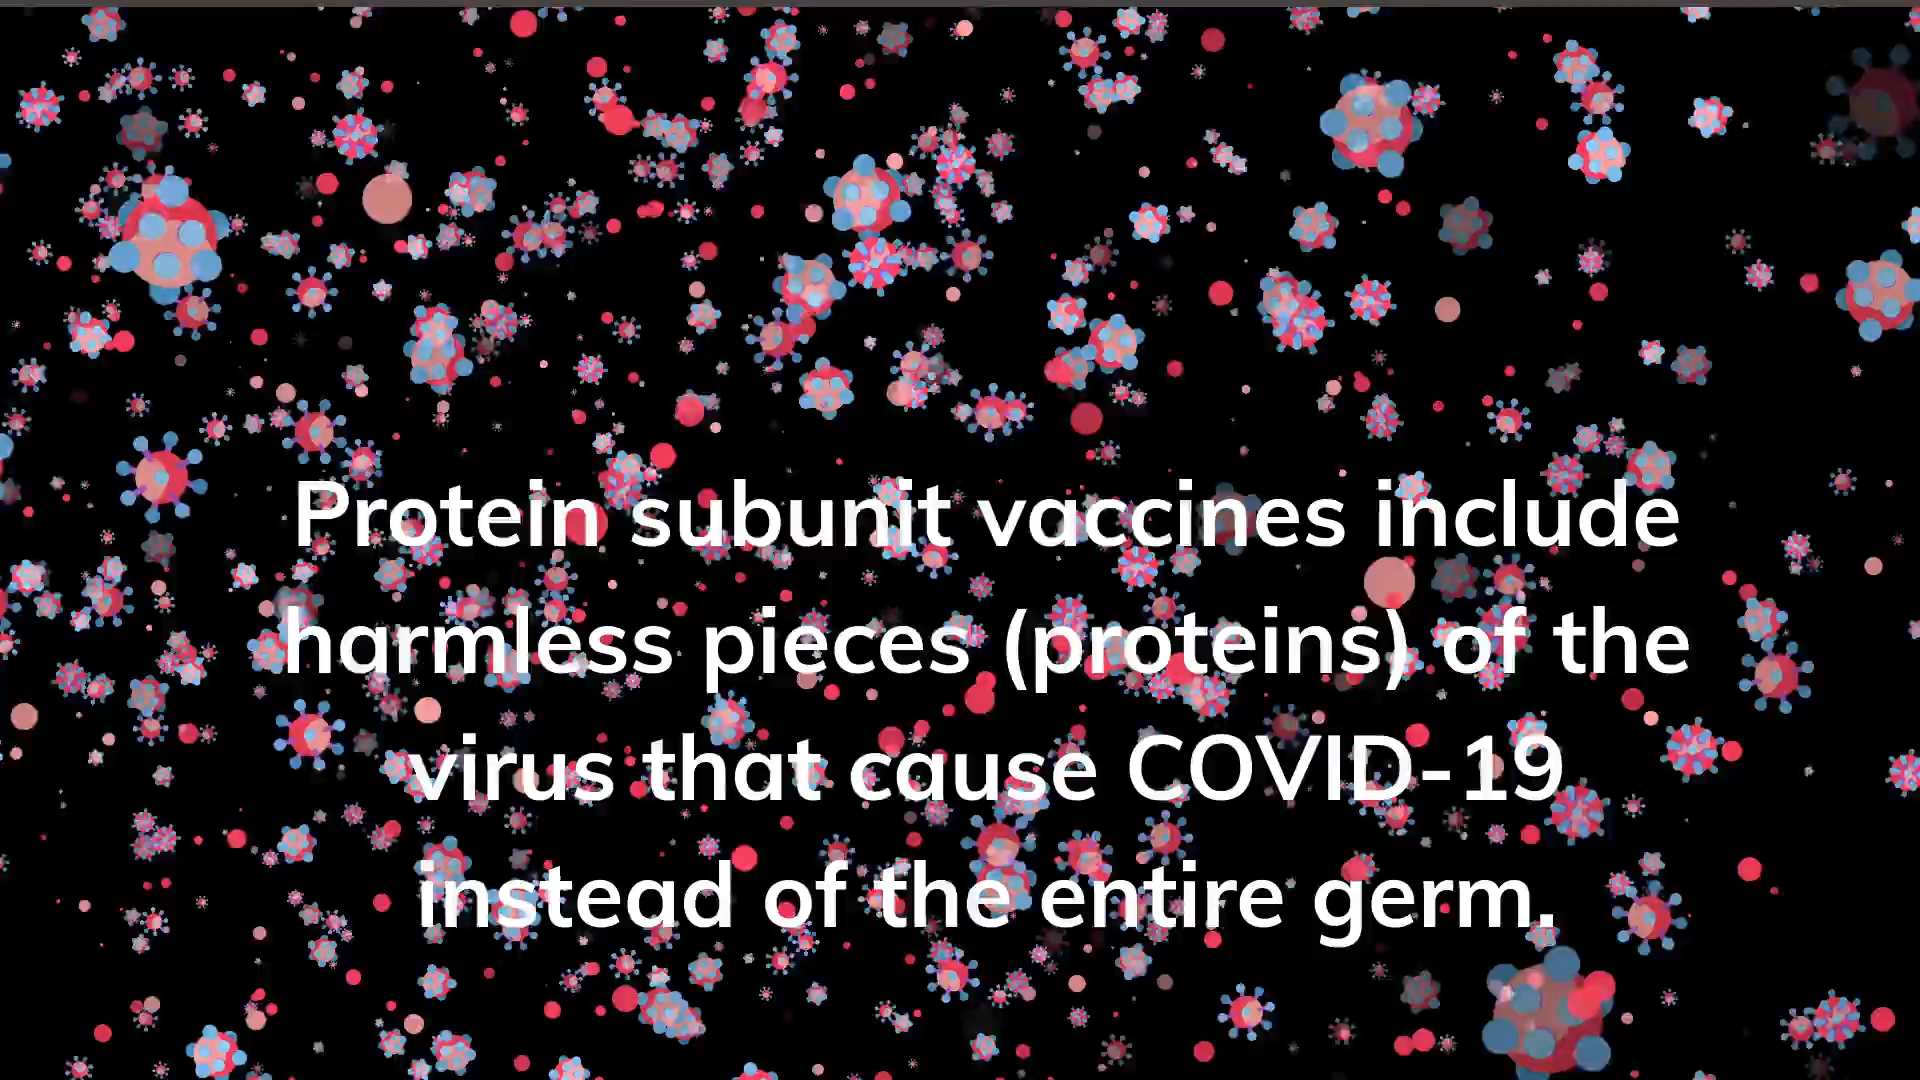 Protein subunit vaccines include
harmless pieces (proteins) of the
virus that cause COVID-19
instead of the entire germ.